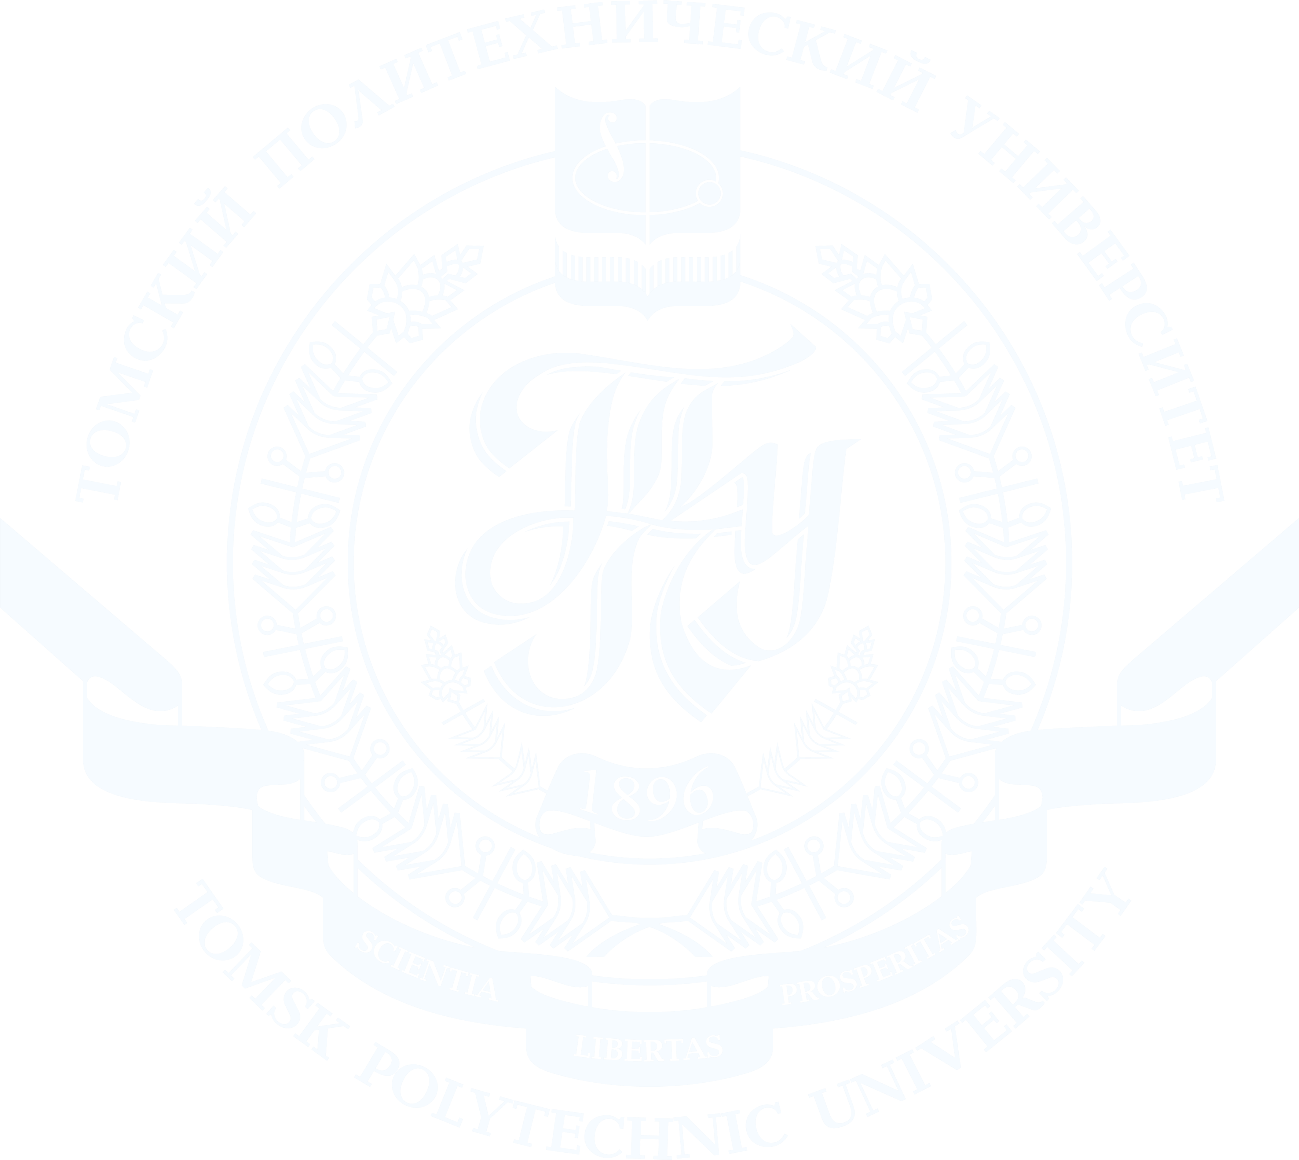 ТОМСКИЙ ПОЛИТЕХНИЧЕСКИЙ УНИВЕРСИТЕТ
ТПУ
1896
SCIENTIA
LIBERTAS
PROSPERITAS
TOMSK POLYTECHNIC UNIVERSITY